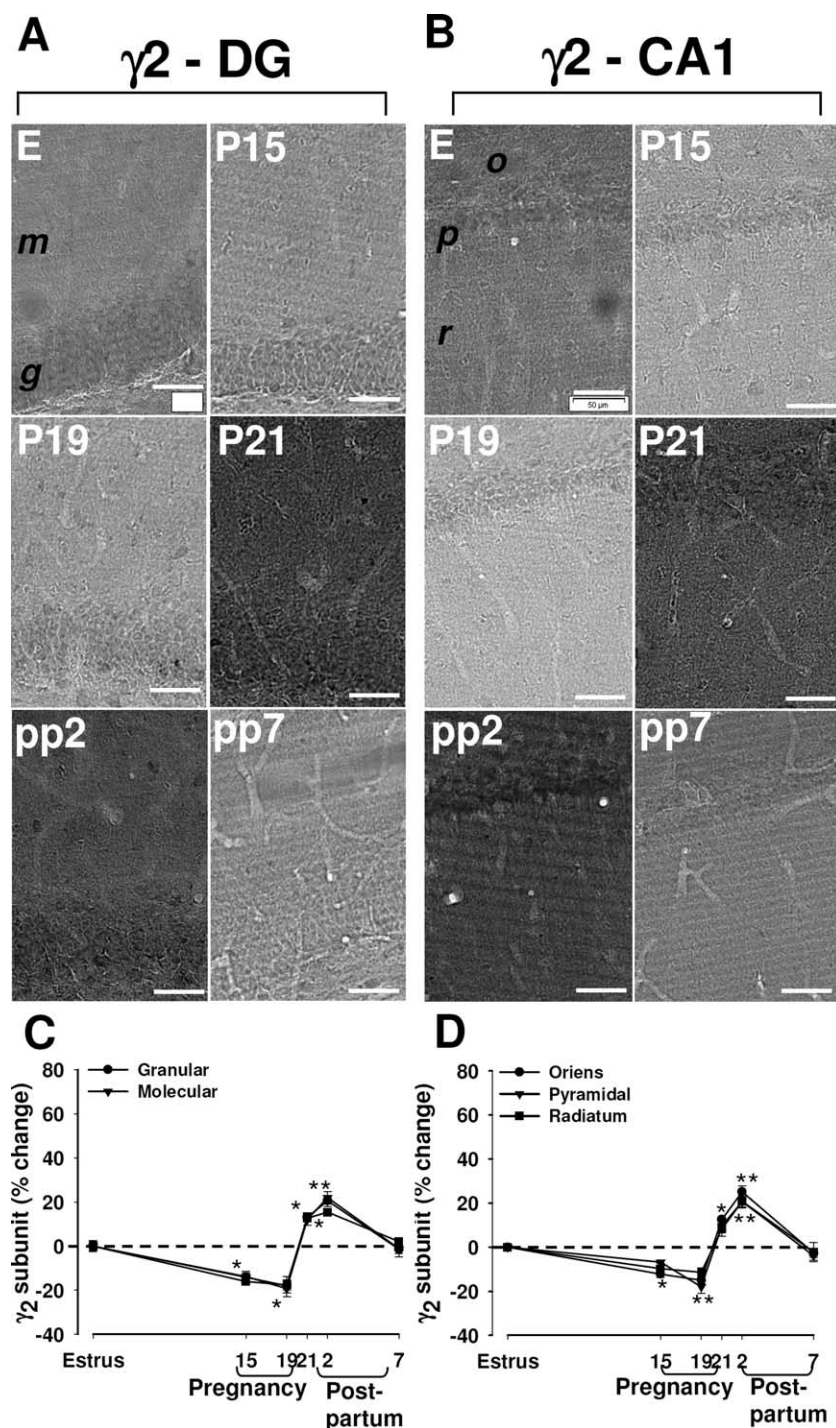 A
γ2 - DG
E
m
g
P15
P19
P21
pp2
pp7
B
γ2 - CA1
E
o
p
r
50 µm
P15
P19
P21
pp2
pp7
C
Granular
Molecular
γ2 subunit (% change)
80
60
40
20
0
-20
-40
*
*
*
**
*
Estrus
15
19
21
2
7
Pregnancy
Post-
partum
D
Oriens
Pyramidal
Radiatum
γ2 subunit (% change)
80
60
40
20
0
-20
-40
*
**
*
**
**
Estrus
15
19
21
2
7
Pregnancy
Post-
partum